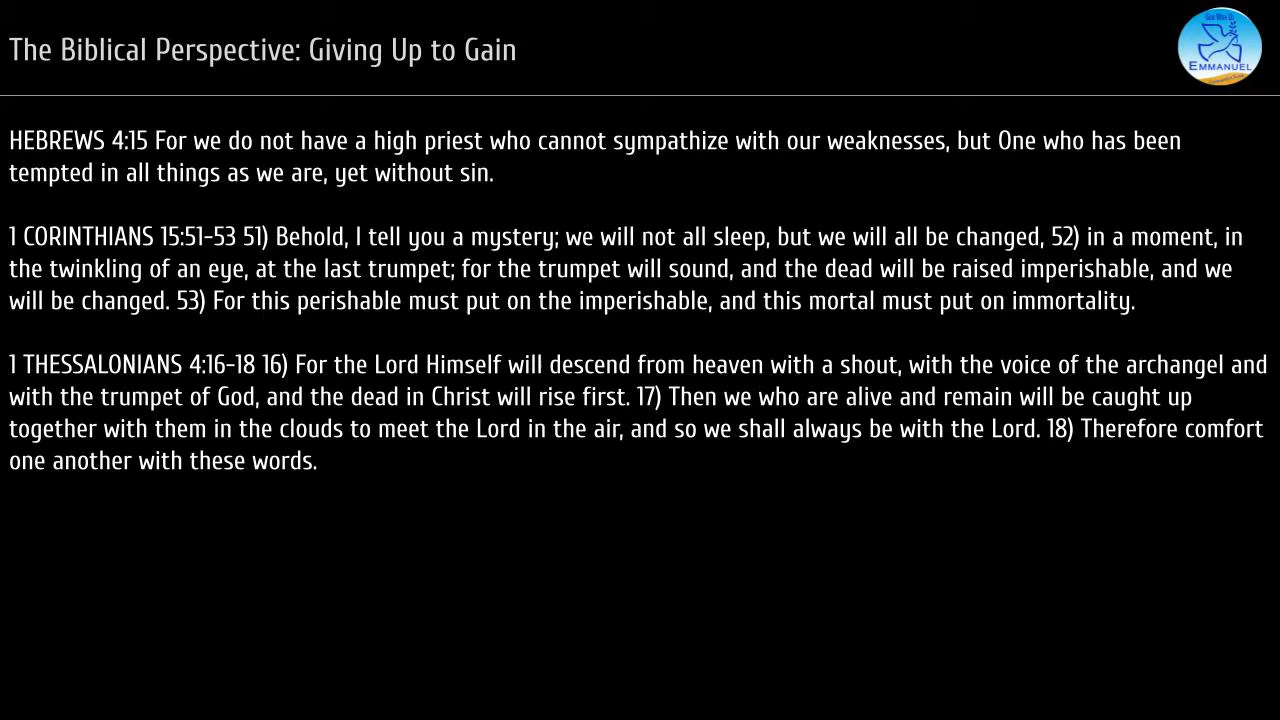 The Biblical Perspective: Giving Up to Gain
God With Us
EMMANUEL
HEBREWS 4:15 For we do not have a high priest who cannot sympathize with our weaknesses, but One who has been
tempted in all things as we are, yet without sin.
1 CORINTHIANS 15:51-53 51) Behold, I tell you a mystery; we will not all sleep, but we will all be changed, 52) in a moment, in
the twinkling of an eye, at the last trumpet; for the trumpet will sound, and the dead will be raised imperishable, and we
will be changed. 53) For this perishable must put on the imperishable, and this mortal must put on immortality.
1 THESSALONIANS 4:16-18 16) For the Lord Himself will descend from heaven with a shout, with the voice of the archangel and
with the trumpet of God, and the dead in Christ will rise first. 17) Then we who are alive and remain will be caught up
together with them in the clouds to meet the Lord in the air, and so we shall always be with the Lord. 18) Therefore comfort
one another with these words.